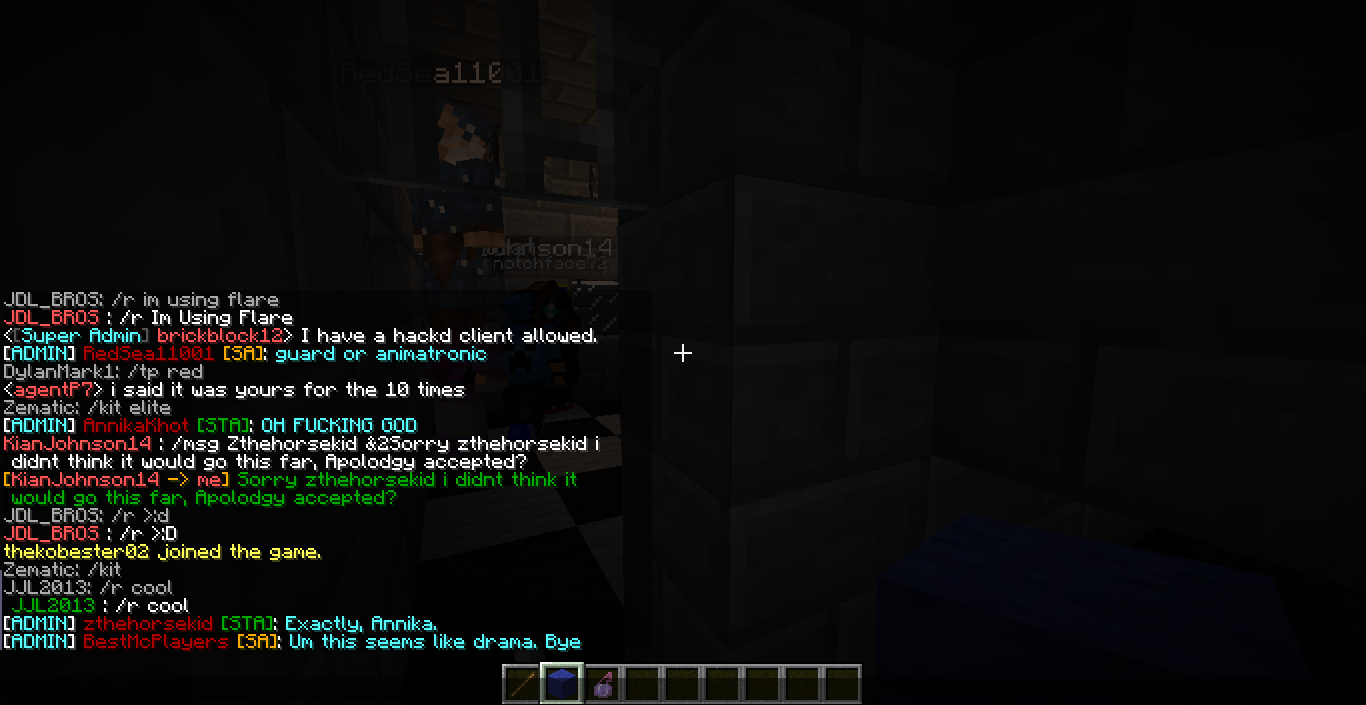 RedSea11001
Johnson14
notchface72
JDL_BROS: /r im using flare
JDL_BROS : /r Im Using Flare
<[Super Admin] brickblock12> I have a hackd client allowed.
[ADMIN] RedSea11001 [SA]: guard or animatronic
DylanMark1: /tp red
<agentP7> i said it was yours for the 10 times
Zematic: /kit elite
[ADMIN] AnnikaKhot [STA]: OH FUCKING GOD
KianJohnson14 : /msg Zthehorsekid &2Sorry zthehorsekid i
didnt think it would go this far, Apolodgy accepted?
[KianJohnson14 -> me] Sorry zthehorsekid i didnt think it
would go this far, Apolodgy accepted?
JDL_BROS: /r >:d
JDL_BROS : /r >:D
thekobester02 joined the game.
Zematic: /kit
JJL2013: /r cool
JJL2013 : /r cool
[ADMIN] zthehorsekid [STA]: Exactly, Annika.
[ADMIN] BestMcPlayers [SA]: Um this seems like drama. Bye